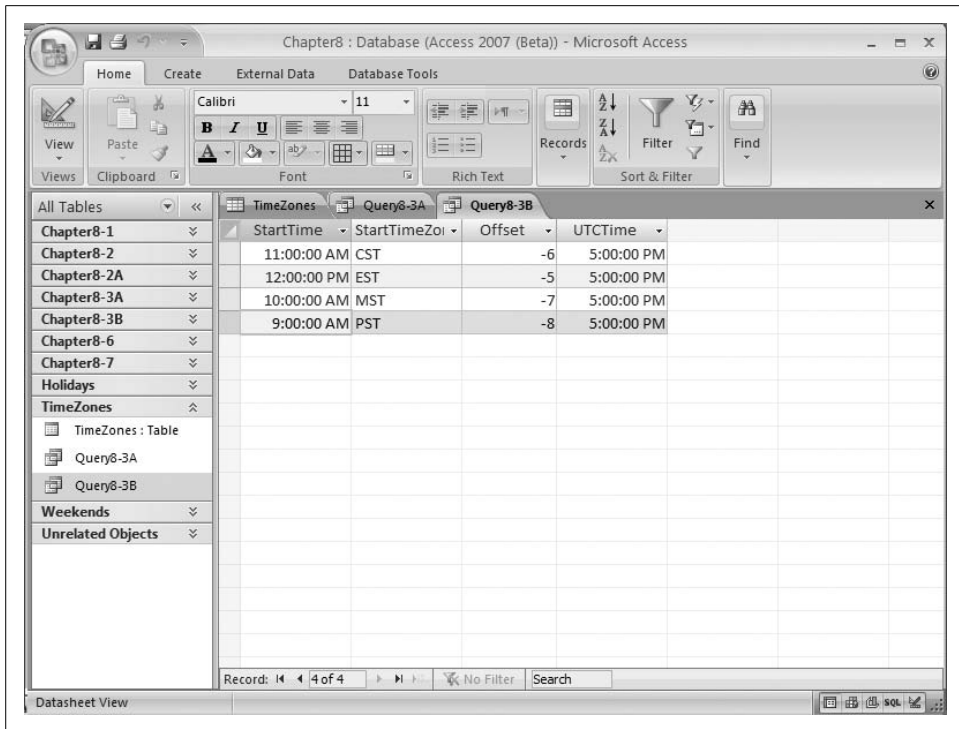 Chapter8 : Database (Access 2007 (Beta)) - Microsoft Access
Home Create External Data Database Tools
View
Views
Paste
Clipboard
Calibri 11
B I U
A ab
Font
Rich Text
Records
A Z
Z A
A Z
Filter
Sort & Filter
Find
All Tables «
Chapter8-1
Chapter8-2
Chapter8-2A
Chapter8-3A
Chapter8-3B
Chapter8-6
Chapter8-7
Holidays
TimeZones
TimeZones : Table
Query8-3A
Query8-3B
Weekends
Unrelated Objects
TimeZones Query8-3A Query8-3B x
StartTime StartTimeZo Offset UTCTime
11:00:00 AM CST -6 5:00:00 PM
12:00:00 PM EST -5 5:00:00 PM
10:00:00 AM MST -7 5:00:00 PM
9:00:00 AM PST -8 5:00:00 PM
Record: 4 of 4 No Filter Search
Datasheet View SQL